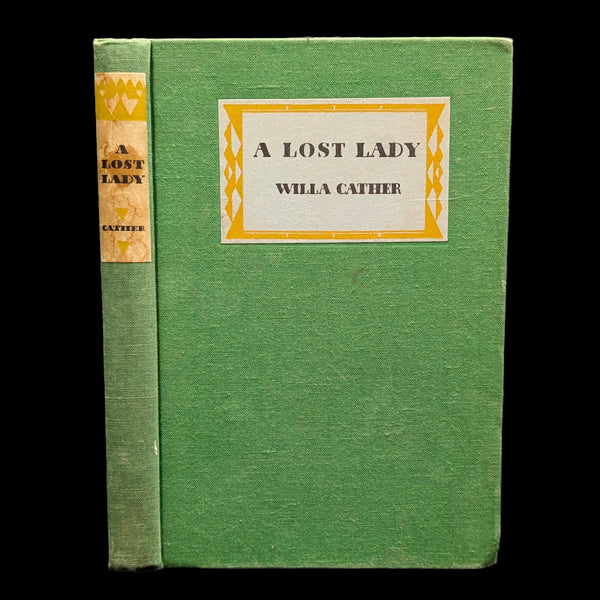 A
LOST
LADY
CATHER
A LOST LADY
WILLA CATHER